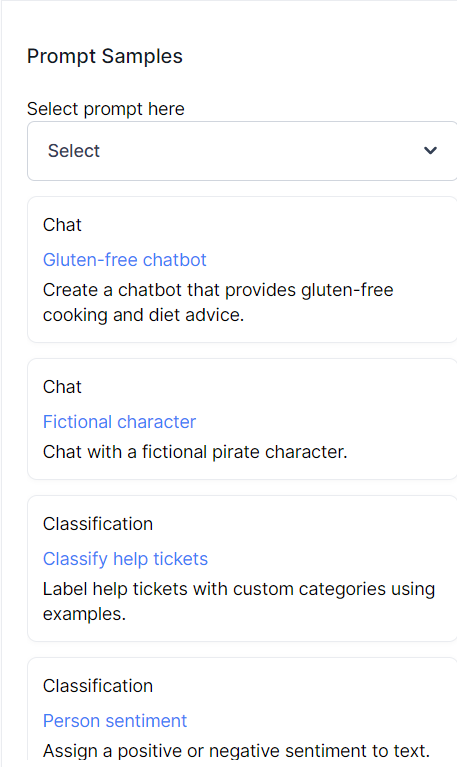 Prompt Samples
Select prompt here
Select
Chat
Gluten-free chatbot
Create a chatbot that provides gluten-free
cooking and diet advice.
Chat
Fictional character
Chat with a fictional pirate character.
Classification
Classify help tickets
Label help tickets with custom categories using
examples.
Classification
Person sentiment
Assign a positive or negative sentiment to text.